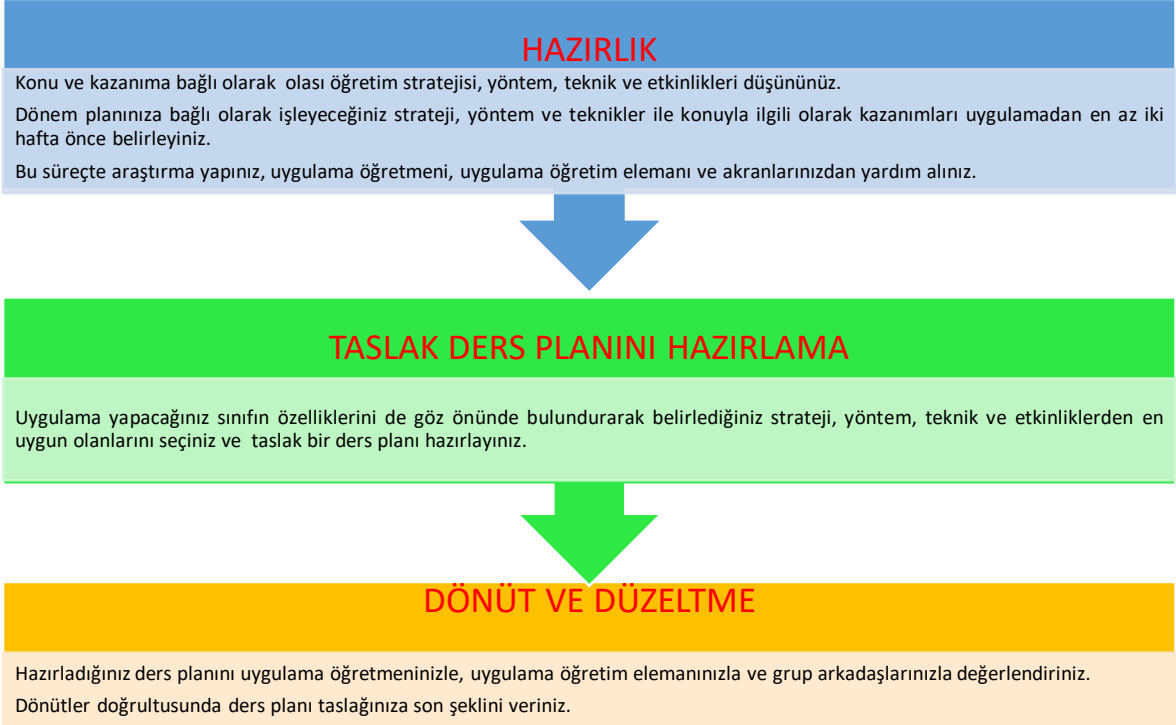 HAZIRLIK
Konu ve kazanıma bağlı olarak olası öğretim stratejisi, yöntem, teknik ve etkinlikleri düşününüz.
Dönem planınıza bağlı olarak işleyeceğiniz strateji, yöntem ve teknikler ile konuyla ilgili olarak kazanımları uygulamadan en az iki
hafta önce belirleyiniz.
Bu süreçte araştırma yapınız, uygulama öğretmeni, uygulama öğretim elemanı ve akranlarınızdan yardım alınız.
TASLAK DERS PLANINI HAZIRLAMA
Uygulama yapacağınız sınıfın özelliklerini de göz önünde bulundurarak belirlediğiniz strateji, yöntem, teknik ve etkinliklerden en
uygun olanlarını seçiniz ve taslak bir ders planı hazırlayınız.
DÖNÜT VE DÜZELTME
Hazırladığınız ders planını uygulama öğretmeninizle, uygulama öğretim elemanınızla ve grup arkadaşlarınızla değerlendiriniz.
Dönütler doğrultusunda ders planı taslağınıza son şeklini veriniz.